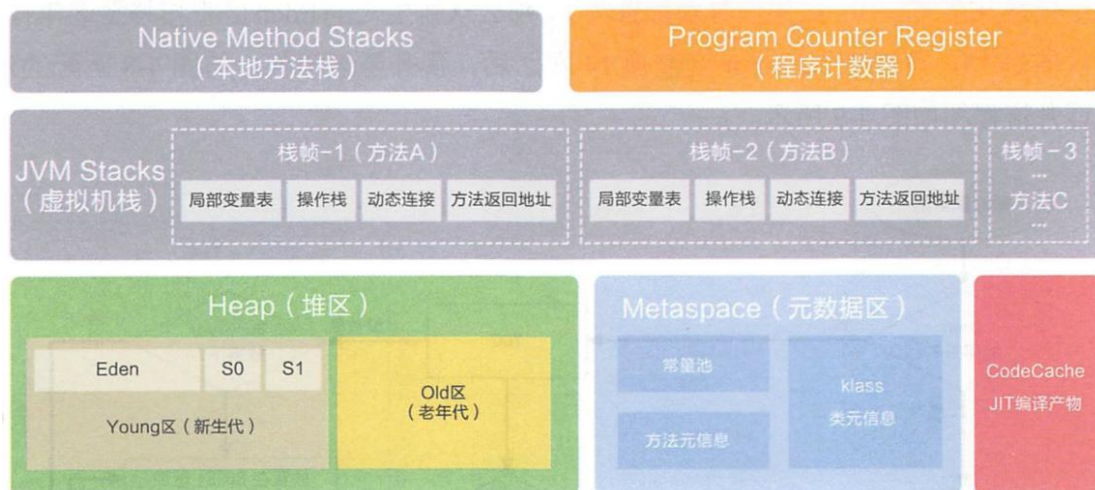 Native Method Stacks
（本地方法栈）
Program Counter Register
（程序计数器）
JVM Stacks
（虚拟机栈）
栈帧-1（方法A）
局部变量表
操作栈
动态连接
方法返回地址
栈帧-2（方法B）
局部变量表
操作栈
动态连接
方法返回地址
栈帧-3
...
方法C
...
Heap（堆区）
Eden
S0
S1
Young区（新生代）
Old区
（老年代）
Metaspace（元数据区）
常量池
方法元信息
klass
类元信息
CodeCache
JIT编译产物